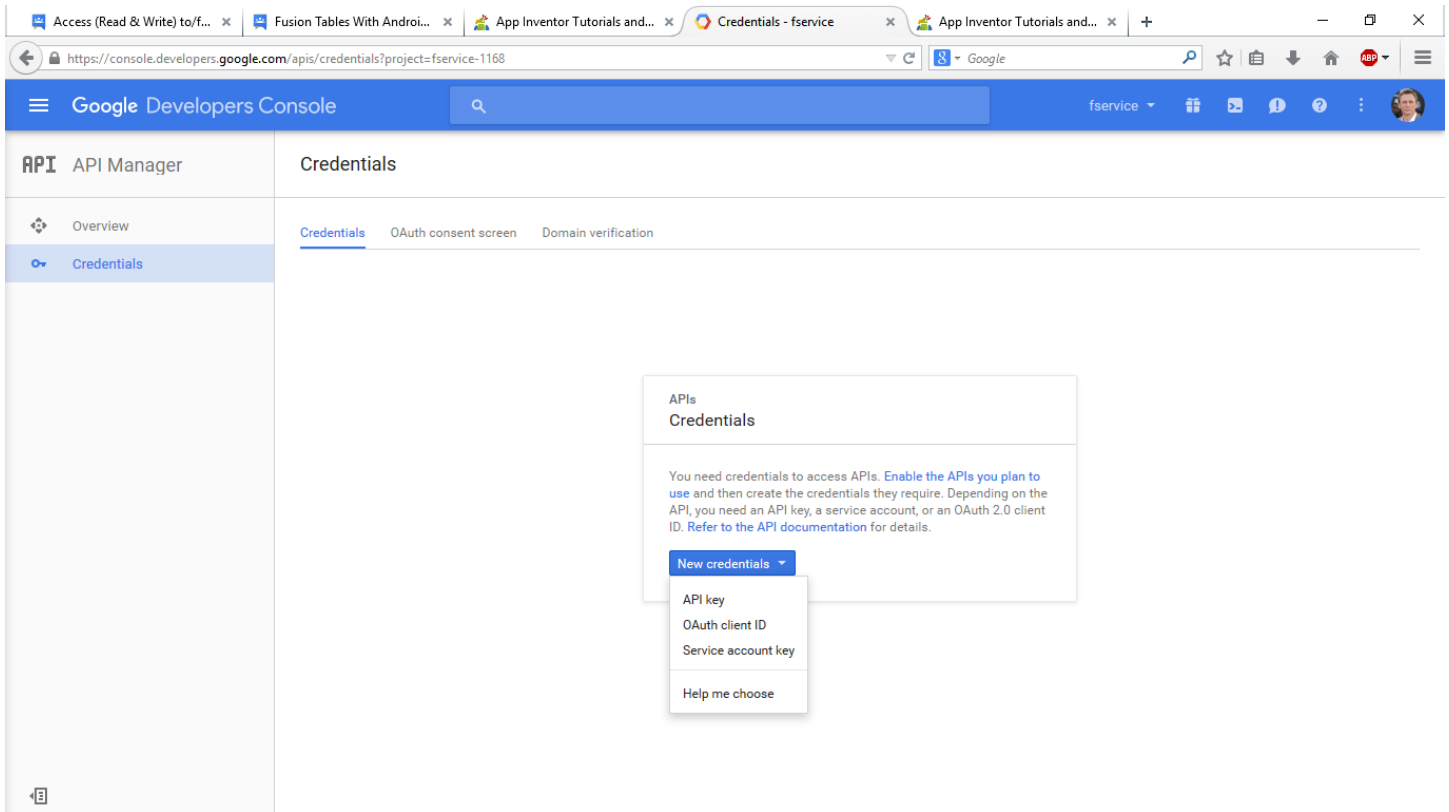 Access (Read & Write) to/f...
Fusion Tables With Androi...
App Inventor Tutorials and...
Credentials - fservice
App Inventor Tutorials and...
https://console.developers.google.com/apis/credentials?project=fservice-1168
8
Google
ABP
Google Developers Console
fservice
API API Manager
Credentials
Overview
Credentials
Credentials OAuth consent screen Domain verification
APIs
Credentials
You need credentials to access APIs. Enable the APIs you plan to
use and then create the credentials they require. Depending on the
API, you need an API key, a service account, or an OAuth 2.0 client
ID. Refer to the API documentation for details.
New credentials
API key
OAuth client ID
Service account key
Help me choose